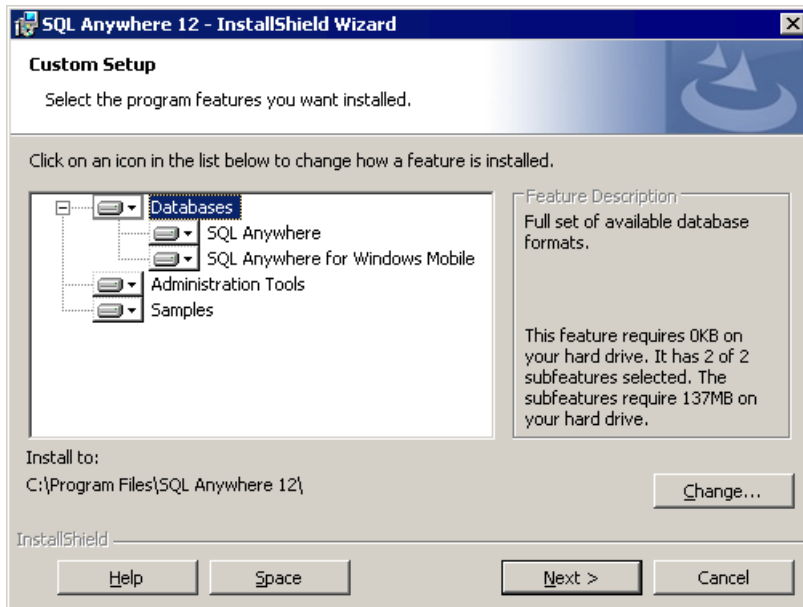 SQL Anywhere 12 - InstallShield Wizard
Custom Setup
Select the program features you want installed.
Click on an icon in the list below to change how a feature is installed.
Databases
SQL Anywhere
SQL Anywhere for Windows Mobile
Administration Tools
Samples
Feature Description
Full set of available database
formats.
This feature requires 0KB on
your hard drive. It has 2 of 2
subfeatures selected. The
subfeatures require 137MB on
your hard drive.
Install to:
C:\Program Files\SQL Anywhere 12\
Change...
InstallShield
Help
Space
Next >
Cancel